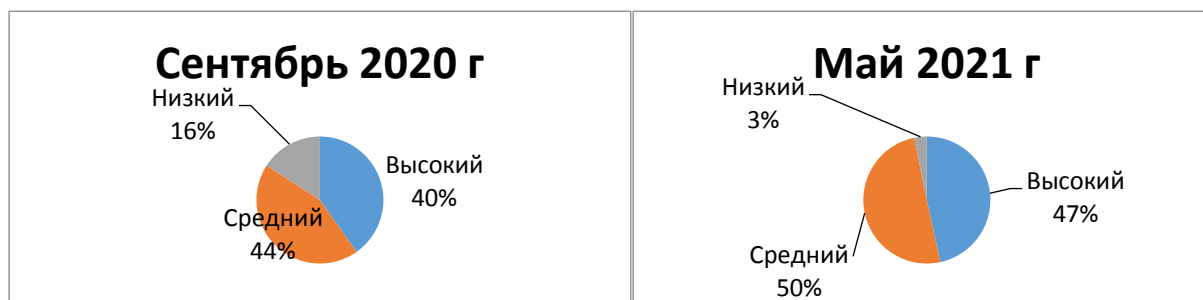 Сентябрь 2020 г
Низкий
16%
Высокий
40%
Средний
44%
Май 2021 г
Низкий
3%
Высокий
47%
Средний
50%